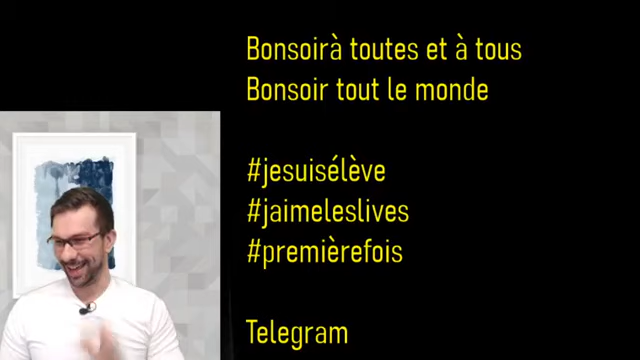 Bonsoirà toutes et à tous
Bonsoir tout le monde
#jesuisélève
#jaimeleslives
#premièrefois
Telegram